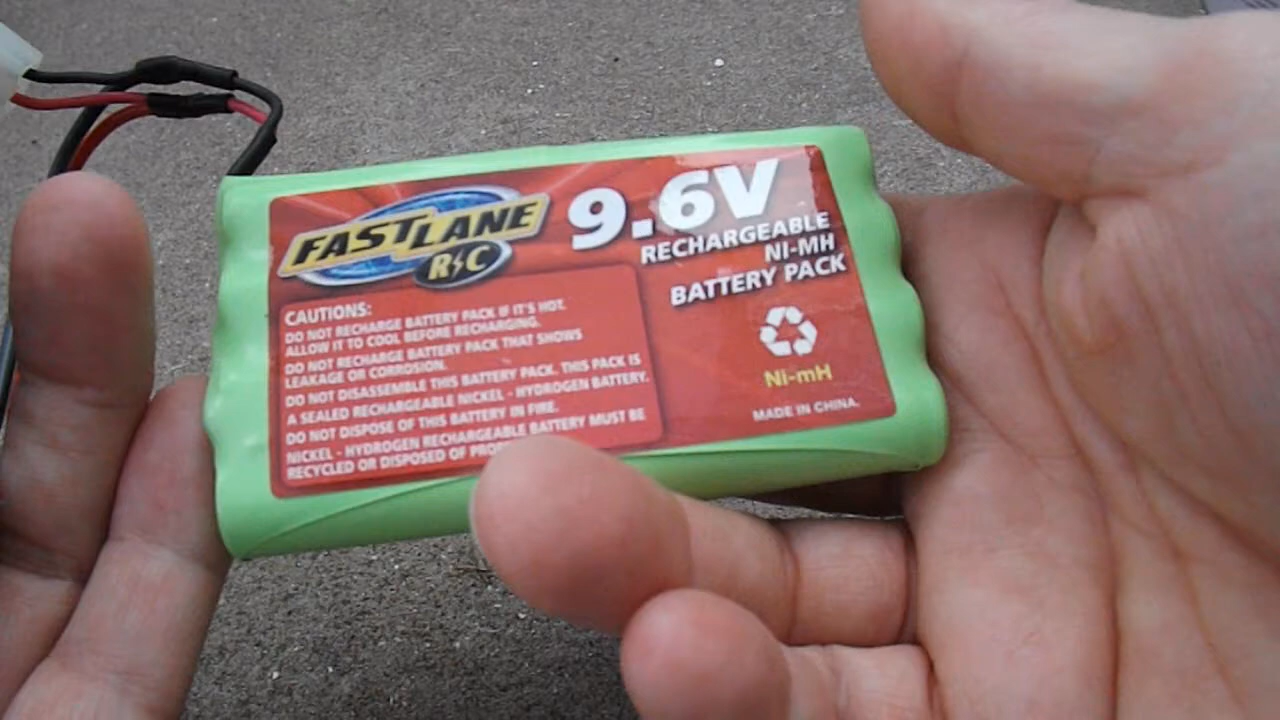 FASTLANE
R C
9.6V
RECHARGEABLE
NI-MH
BATTERY PACK
CAUTIONS:
DO NOT RECHARGE BATTERY PACK IF IT'S HOT.
ALLOW IT TO COOL BEFORE RECHARGING.
DO NOT RECHARGE BATTERY PACK THAT SHOWS
LEAKAGE OR CORROSION.
DO NOT DISASSEMBLE THIS BATTERY PACK. THIS PACK IS
A SEALED RECHARGEABLE NICKEL - HYDROGEN BATTERY.
DO NOT DISPOSE OF THIS BATTERY IN FIRE.
NICKEL - HYDROGEN RECHARGEABLE BATTERY MUST BE
RECYCLED OR DISPOSED OF
Ni-mH
MADE IN CHINA.